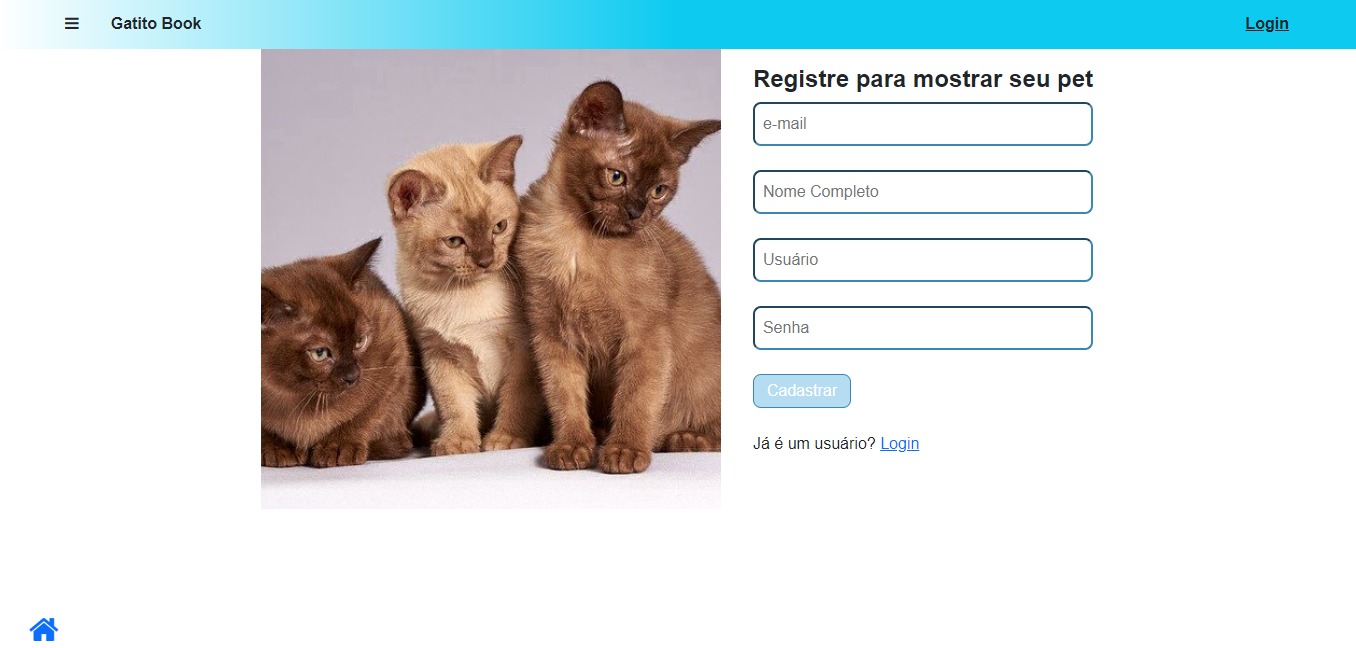 Gatito Book
Login
Registre para mostrar seu pet
e-mail
Nome Completo
Usuário
Senha
Cadastrar
Já é um usuário? Login